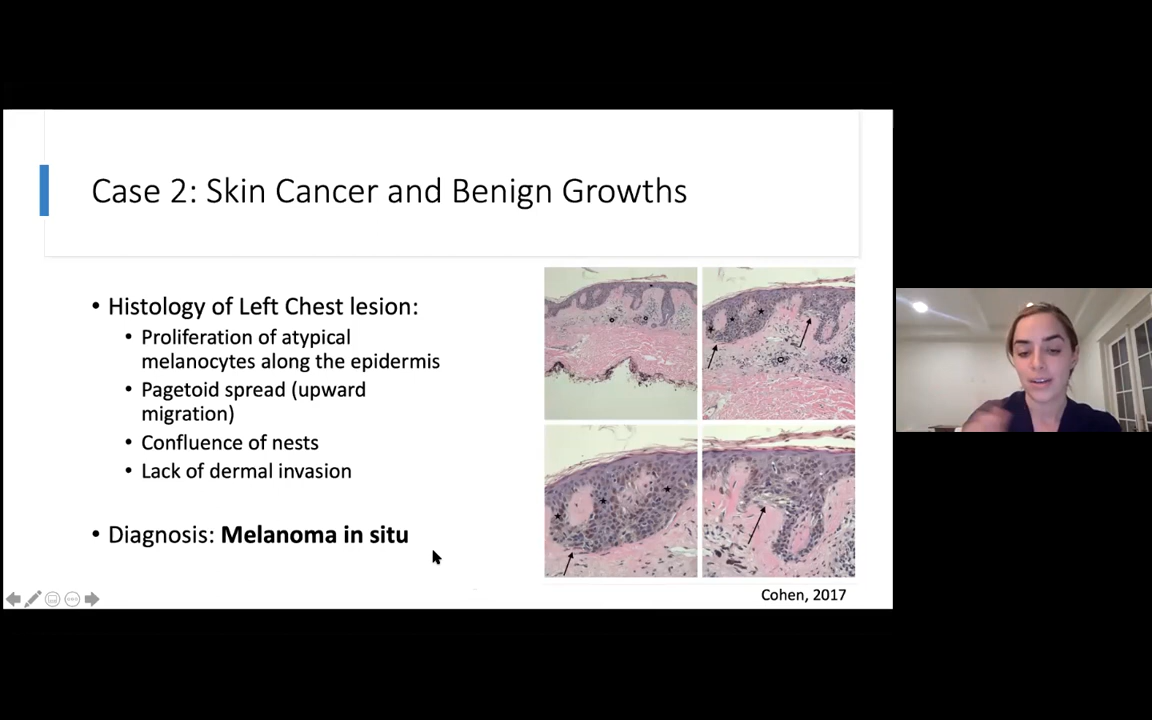 Case 2: Skin Cancer and Benign Growths
• Histology of Left Chest lesion:
• Proliferation of atypical
melanocytes along the epidermis
• Pagetoid spread (upward
migration)
• Confluence of nests
• Lack of dermal invasion
• Diagnosis: Melanoma in situ
Cohen, 2017